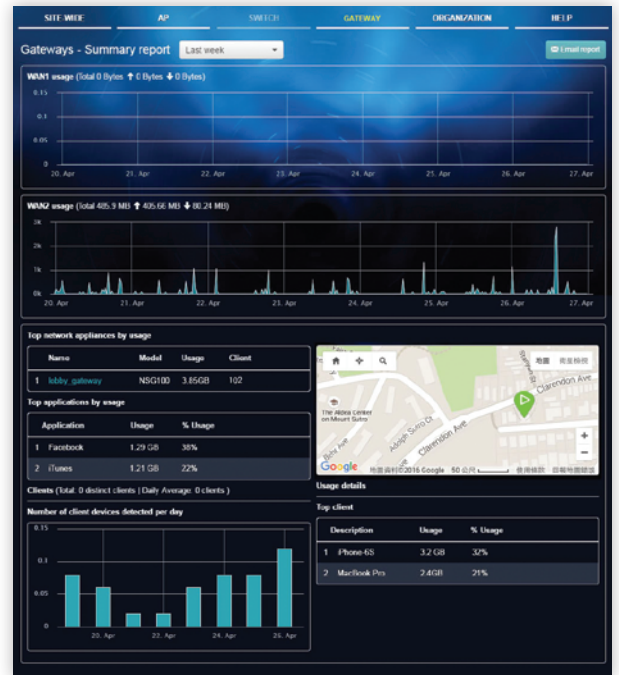 SITE-WIDE AP SWITCH GATEWAY ORGANIZATION HELP
Gateways - Summary report Last week Email report
WAN1 usage (Total 0 Bytes ↑ 0 Bytes ↓ 0 Bytes)
0.15
0.1
0.05
0
20. Apr 21. Apr 22. Apr 23. Apr 24. Apr 25. Apr 26. Apr 27. Apr
WAN2 usage (Total 485.9 MB ↑ 405.66 MB ↓ 80.24 MB)
3k
2k
1k
0k
20. Apr 21. Apr 22. Apr 23. Apr 24. Apr 25. Apr 26. Apr 27. Apr
Top network appliances by usage
Name Model Usage Client
1 lobby_gateway NSG100 3.85GB 102
Top applications by usage
Application Usage % Usage
1 Facebook 1.29 GB 38%
2 iTunes 1.21 GB 22%
Clients (Total: 0 distinct clients | Daily Average: 0 clients )
Number of client devices detected per day
0.15
0.1
0.05
0
20. Apr 22. Apr 24. Apr 26. Apr
地圖 衛星檢視
Clarendon Ave
The Aldea Center
on Mount Sutro
Adolph Sutro Ct
Behr Ave
Clarendon Ave
Google 地圖資料©2016 Google 50 公尺 使用條款
Usage details
Top client
Description Usage % Usage
1 iPhone-6S 3.2 GB 32%
2 MacBook Pro 2.4GB 21%